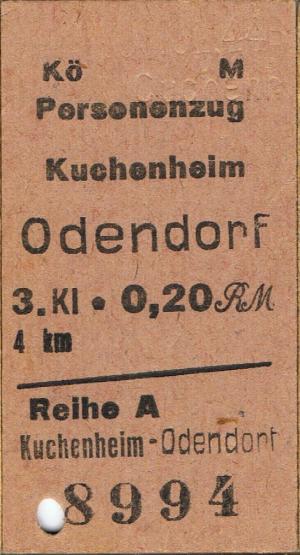 Kö M
Personenzug
Kuchenheim
Odendorf
3. Kl • 0,20 RM
4 km
Reihe A
Kuchenheim-Odendorf
8994